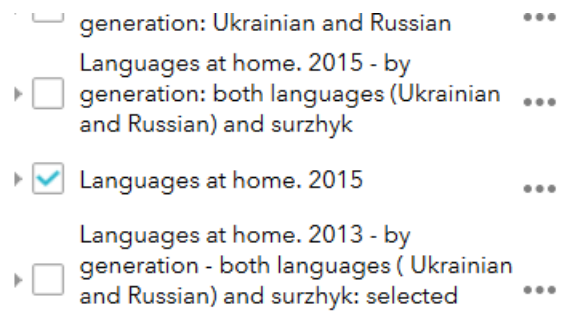 generation: Ukrainian and Russian
Languages at home. 2015 - by
generation: both languages (Ukrainian
and Russian) and surzhyk
Languages at home. 2015
Languages at home. 2013 - by
generation - both languages ( Ukrainian
and Russian) and surzhyk: selected